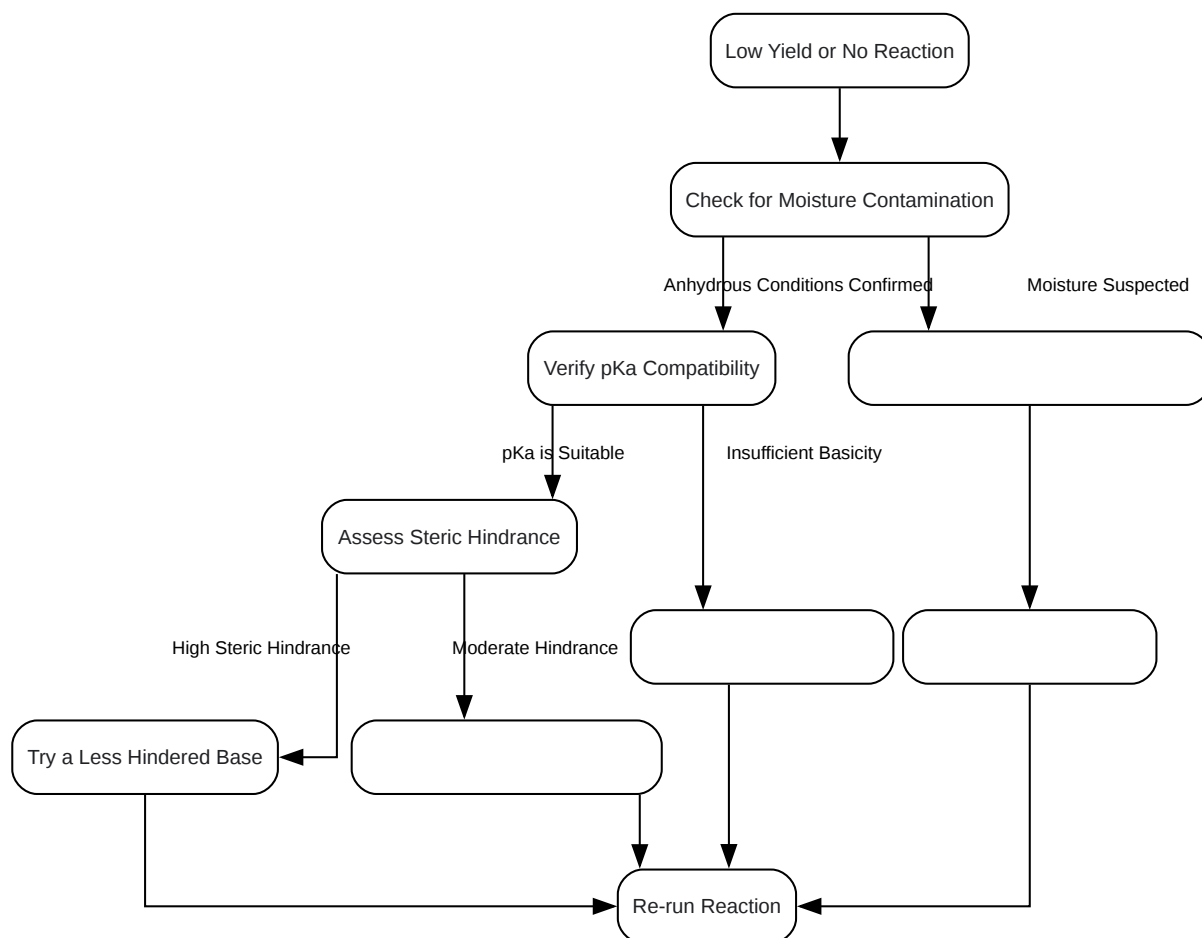 Low Yield or No Reaction
Check for Moisture Contamination
Anhydrous Conditions Confirmed
Moisture Suspected
Verify pKa Compatibility
pKa is Suitable
Insufficient Basicity
Assess Steric Hindrance
High Steric Hindrance
Moderate Hindrance
Try a Less Hindered Base
Re-run Reaction